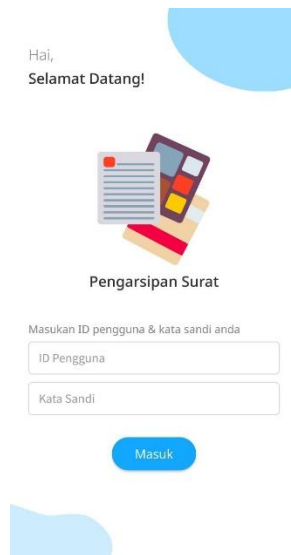 Hai,
Selamat Datang!
Pengarsipan Surat
Masukan ID pengguna & kata sandi anda
ID Pengguna
Kata Sandi
Masuk